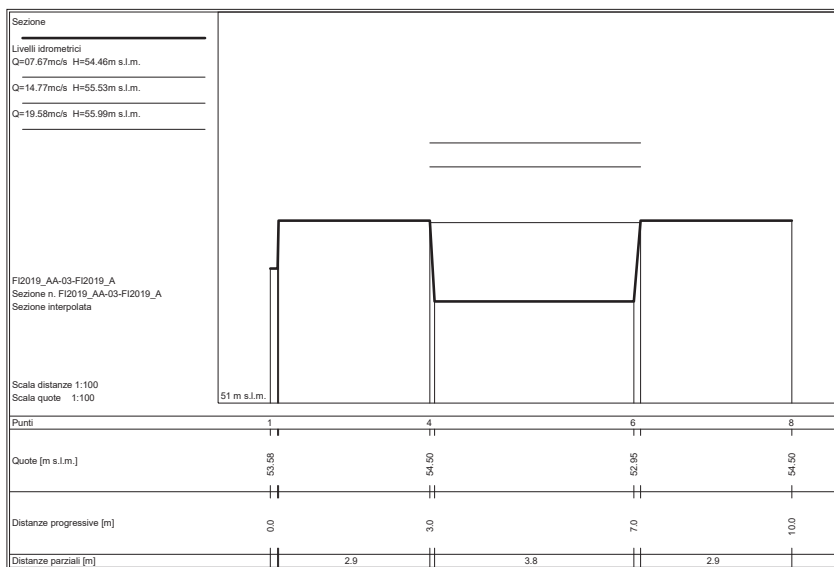 Sezione
Livelli idrometrici
Q=07.67mc/s H=54.46m s.l.m.
Q=14.77mc/s H=55.53m s.l.m.
Q=19.58mc/s H=55.99m s.l.m.
FI2019_AA-03-FI2019_A
Sezione n. FI2019_AA-03-FI2019_A
Sezione interpolata
Scala distanze 1:100
Scala quote 1:100
51 m s.l.m.
Punti 1 4 6 8
Quote [m s.l.m.] 53.58 54.50 52.95 54.50
Distanze progressive [m] 0.0 3.0 7.0 10.0
Distanze parziali [m] 2.9 3.8 2.9